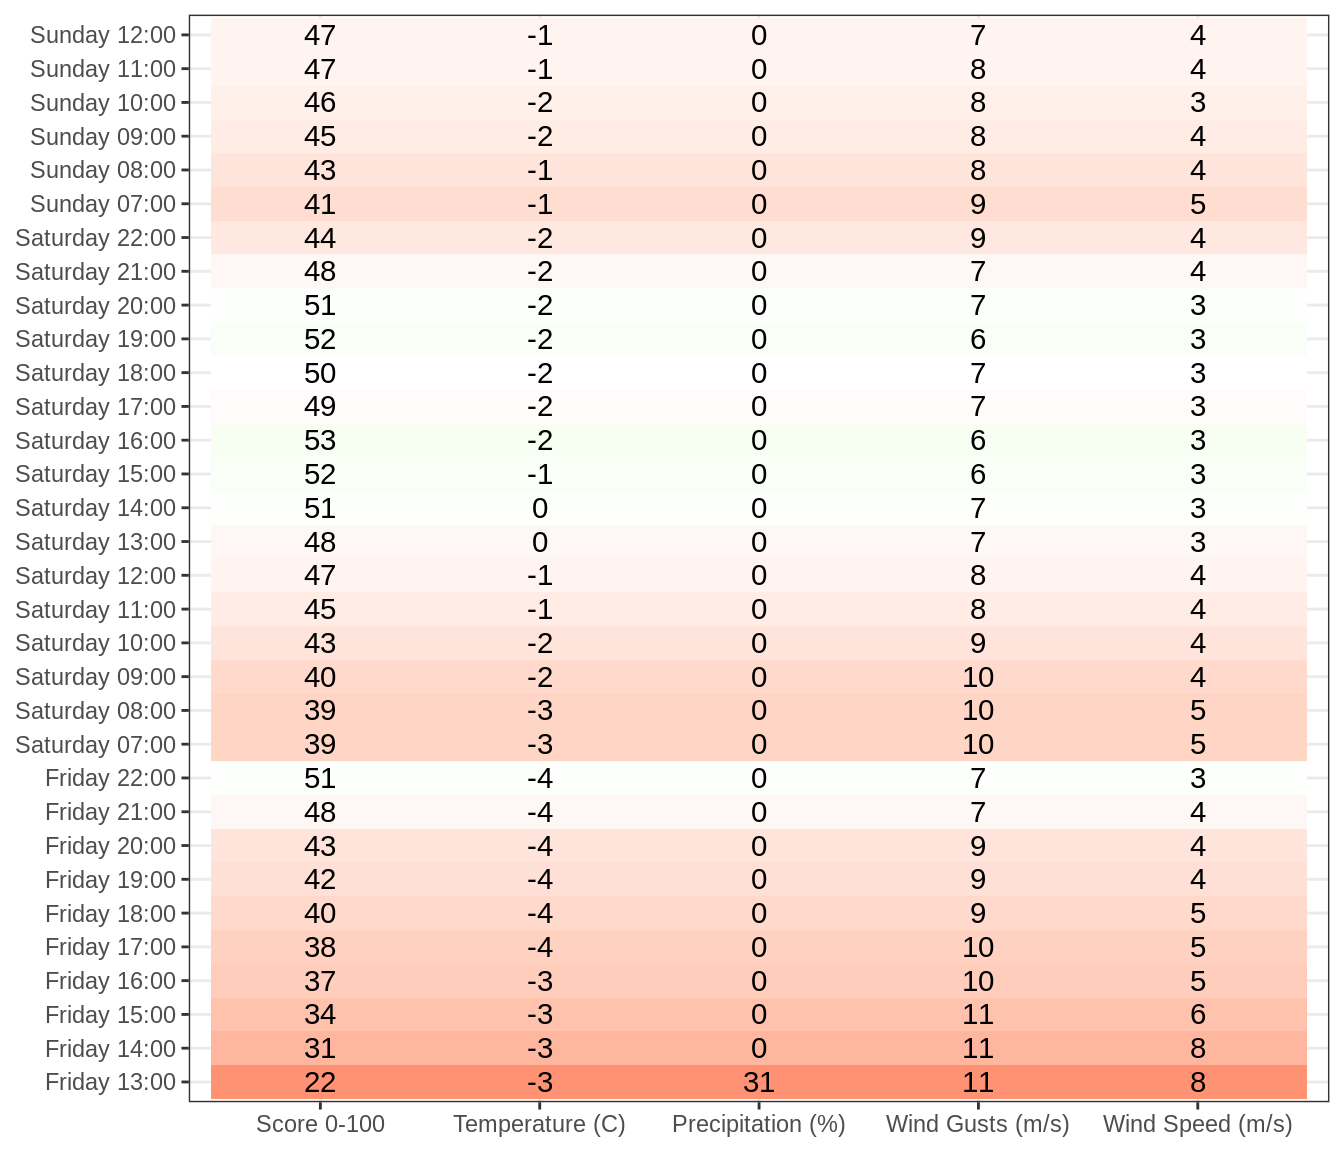 Sunday 12:00 47 -1 0 7 4
Sunday 11:00 47 -1 0 8 4
Sunday 10:00 46 -2 0 8 3
Sunday 09:00 45 -2 0 8 4
Sunday 08:00 43 -1 0 8 4
Sunday 07:00 41 -1 0 9 5
Saturday 22:00 44 -2 0 9 4
Saturday 21:00 48 -2 0 7 4
Saturday 20:00 51 -2 0 7 3
Saturday 19:00 52 -2 0 6 3
Saturday 18:00 50 -2 0 7 3
Saturday 17:00 49 -2 0 7 3
Saturday 16:00 53 -2 0 6 3
Saturday 15:00 52 -1 0 6 3
Saturday 14:00 51 0 0 7 3
Saturday 13:00 48 0 0 7 3
Saturday 12:00 47 -1 0 8 4
Saturday 11:00 45 -1 0 8 4
Saturday 10:00 43 -2 0 9 4
Saturday 09:00 40 -2 0 10 4
Saturday 08:00 39 -3 0 10 5
Saturday 07:00 39 -3 0 10 5
Friday 22:00 51 -4 0 7 3
Friday 21:00 48 -4 0 7 4
Friday 20:00 43 -4 0 9 4
Friday 19:00 42 -4 0 9 4
Friday 18:00 40 -4 0 9 5
Friday 17:00 38 -4 0 10 5
Friday 16:00 37 -3 0 10 5
Friday 15:00 34 -3 0 11 6
Friday 14:00 31 -3 0 11 8
Friday 13:00 22 -3 31 11 8
Score 0-100 Temperature (C) Precipitation (%) Wind Gusts (m/s) Wind Speed (m/s)